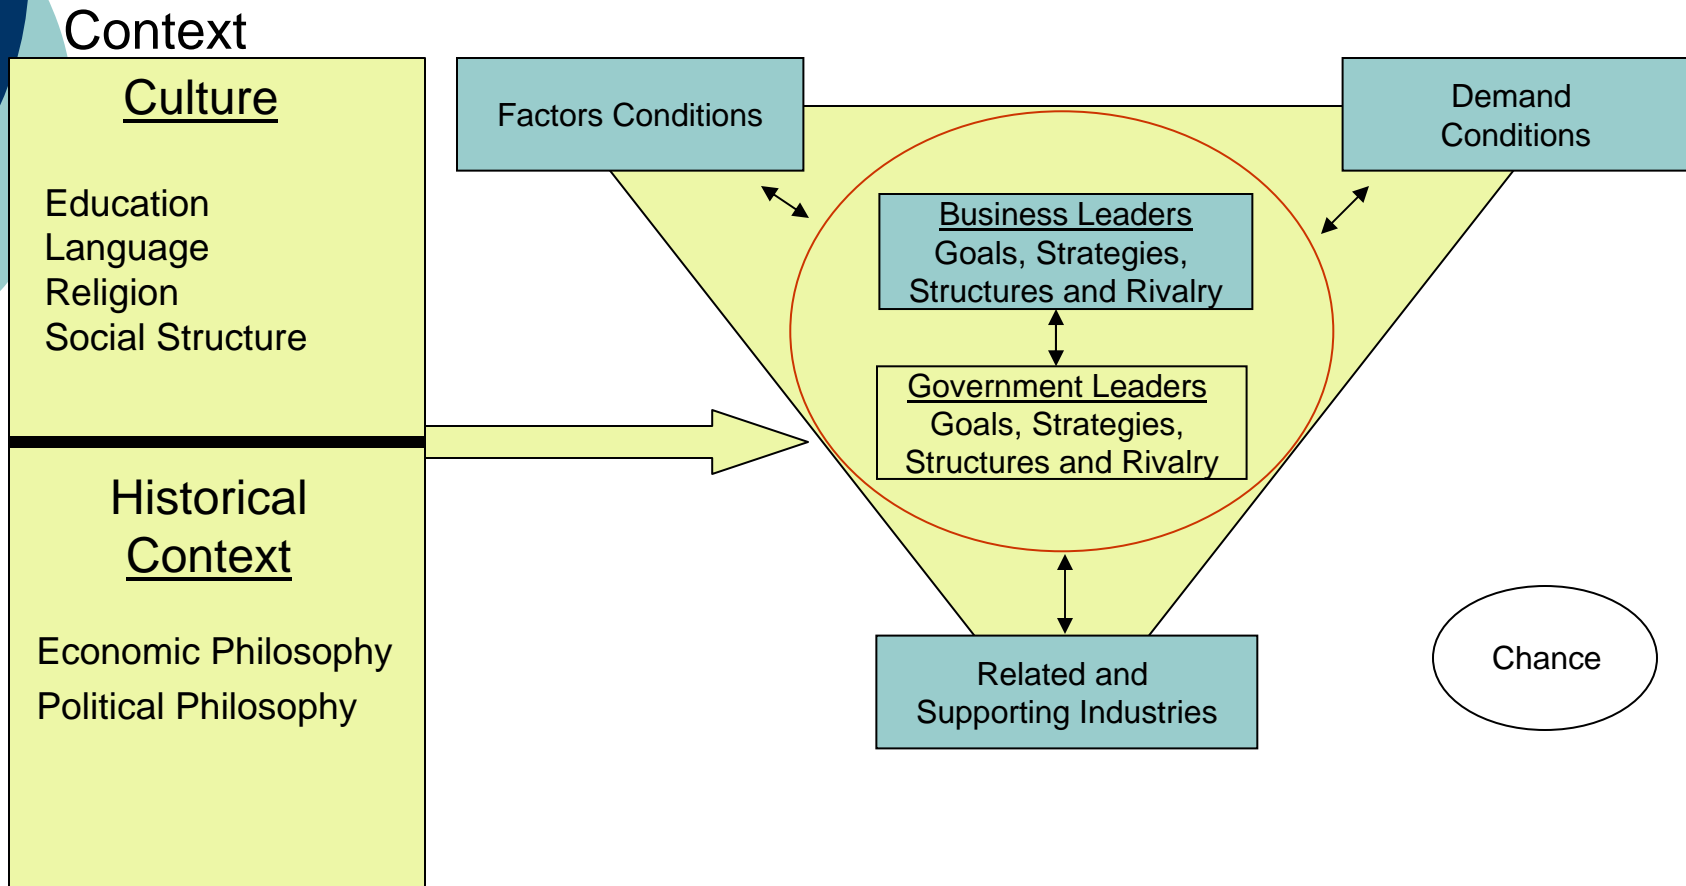 Context
Culture
Education
Language
Religion
Social Structure
Historical
Context
Economic Philosophy
Political Philosophy
Factors Conditions
Demand
Conditions
Business Leaders
Goals, Strategies,
Structures and Rivalry
Government Leaders
Goals, Strategies,
Structures and Rivalry
Related and
Supporting Industries
Chance